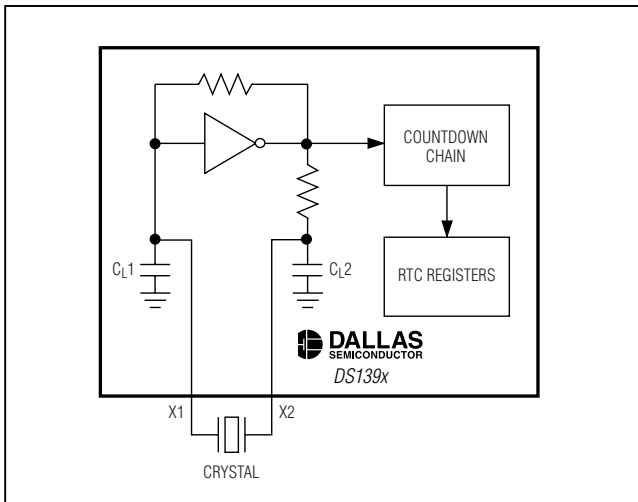 COUNTDOWN
CHAIN
CL1
CL2
RTC REGISTERS
DALLAS
SEMICONDUCTOR
DS139x
X1
X2
CRYSTAL